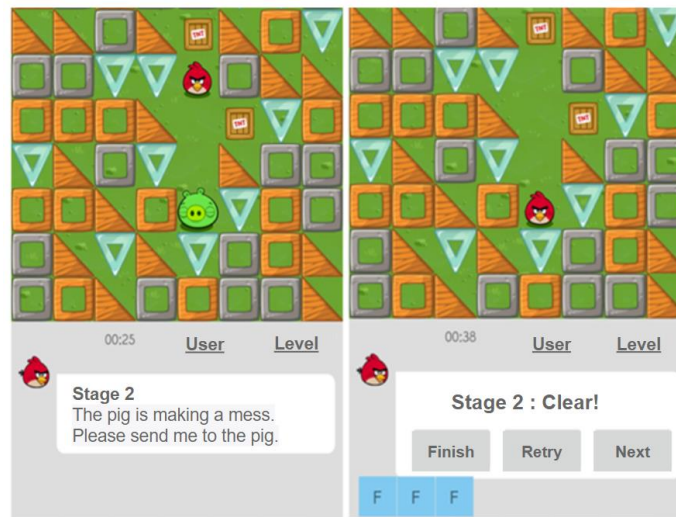 TNT
TNT
00:25
User
Level
Stage 2
The pig is making a mess.
Please send me to the pig.
TNT
TNT
00:38
User
Level
Stage 2 : Clear!
Finish
Retry
Next
F
F
F